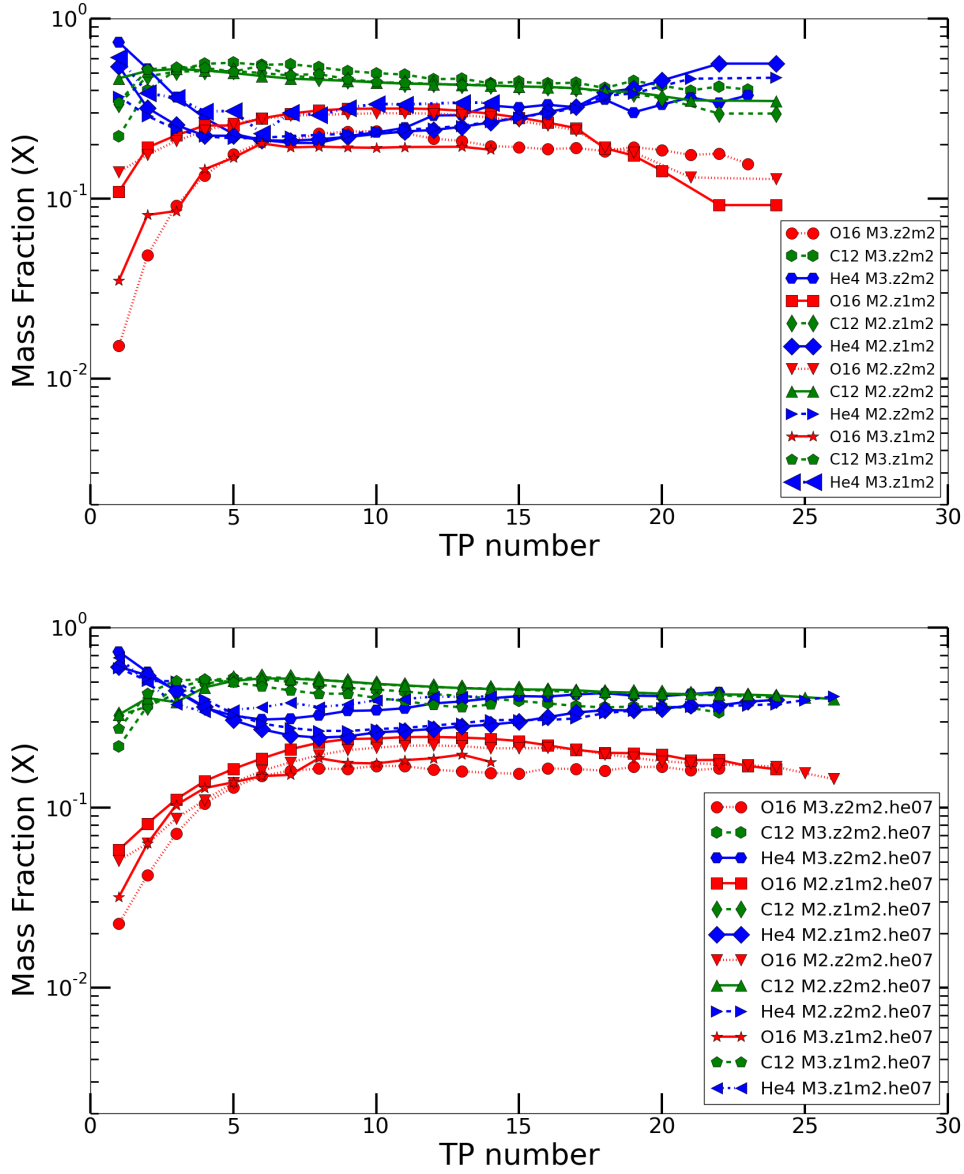 10^0
10^-1
10^-2
Mass Fraction (X)
0 5 10 15 20 25 30
TP number
O16 M3.z2m2
C12 M3.z2m2
He4 M3.z2m2
O16 M2.z1m2
C12 M2.z1m2
He4 M2.z1m2
O16 M2.z2m2
C12 M2.z2m2
He4 M2.z2m2
O16 M3.z1m2
C12 M3.z1m2
He4 M3.z1m2
10^0
10^-1
10^-2
Mass Fraction (X)
0 5 10 15 20 25 30
TP number
O16 M3.z2m2.he07
C12 M3.z2m2.he07
He4 M3.z2m2.he07
O16 M2.z1m2.he07
C12 M2.z1m2.he07
He4 M2.z1m2.he07
O16 M2.z2m2.he07
C12 M2.z2m2.he07
He4 M2.z2m2.he07
O16 M3.z1m2.he07
C12 M3.z1m2.he07
He4 M3.z1m2.he07